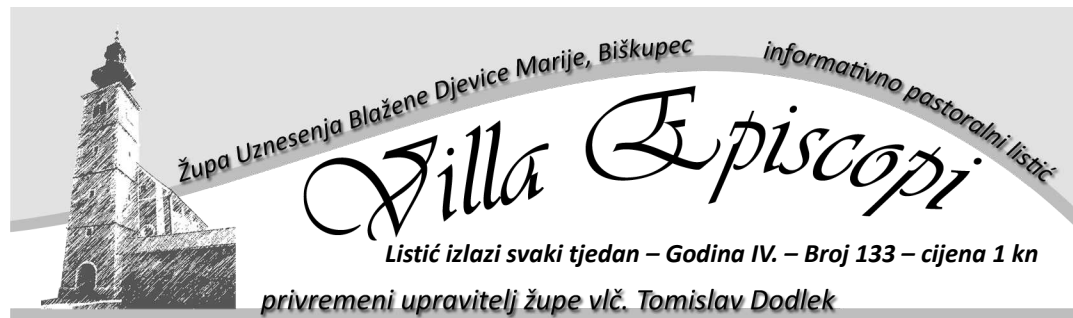 Župa Uznesenja Blažene Djevice Marije, Biškupec
informativno pastoralni listić
Villa Episcopi
Listić izlazi svaki tjedan – Godina IV. – Broj 133 – cijena 1 kn
privremeni upravitelj župe vlč. Tomislav Dodlek